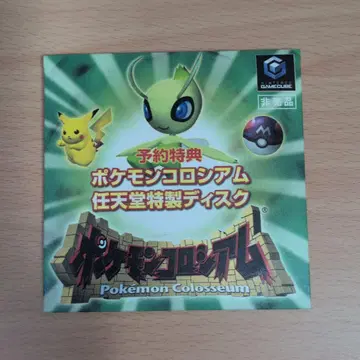 NINTENDO
GAMECUBE
非売品
予約特典
ポケモンコロシアム
任天堂特製ディスク
ポケモンコロシアム
Pokémon Colosseum